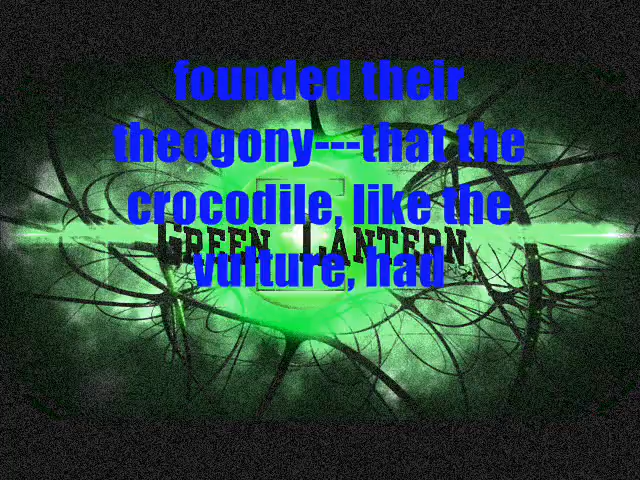 founded their
theogony---that the
crocodile, like the
GREEN LANTERN
vulture, had